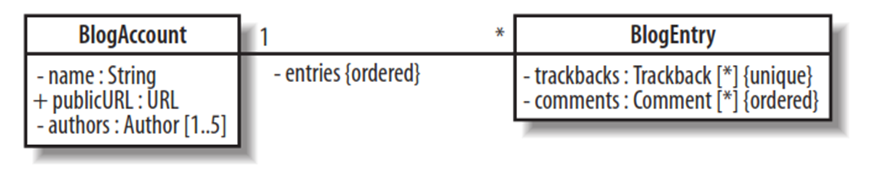 BlogAccount
- name : String
+ publicURL : URL
- authors : Author [1..5]
1
*
- entries {ordered}
BlogEntry
- trackbacks : Trackback [*] {unique}
- comments : Comment [*] {ordered}